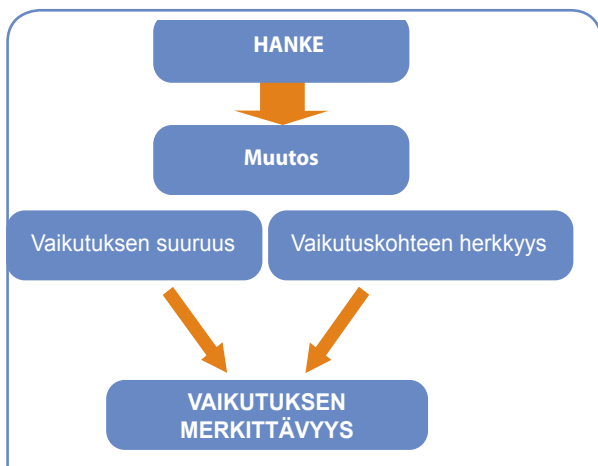 HANKE
Muutos
Vaikutuksen suuruus
Vaikutuskohteen herkkyys
VAIKUTUKSEN
MERKITTÄVYYS